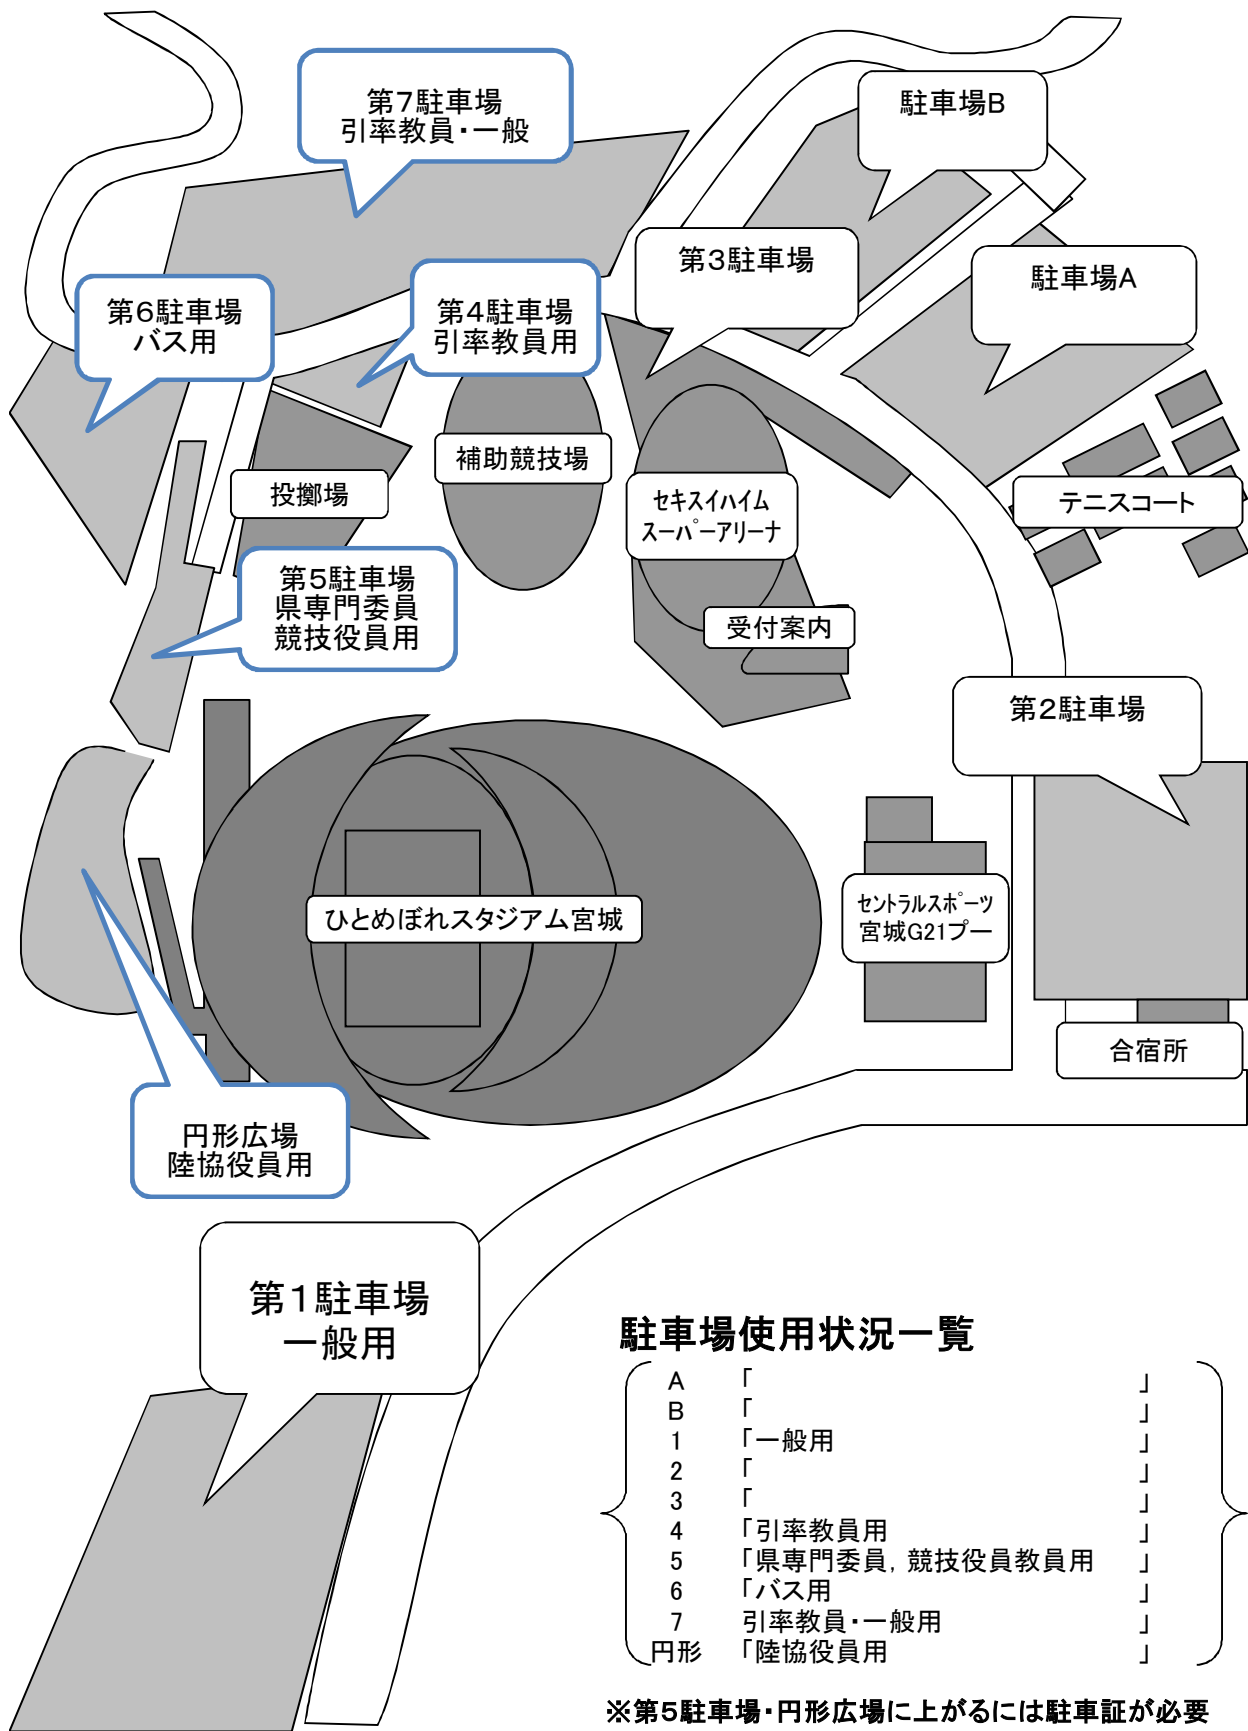 第7駐車場
引率教員・一般
駐車場B
第3駐車場
駐車場A
第6駐車場
バス用
第4駐車場
引率教員用
補助競技場
投擲場
セキスイハイム
スーパーアリーナ
テニスコート
第5駐車場
県専門委員
競技役員用
受付案内
第2駐車場
ひとめぼれスタジアム宮城
セントラルスポーツ
宮城G21プー
合宿所
円形広場
陸協役員用
第1駐車場
一般用
駐車場使用状況一覧
A 「 」
B 「 」
1 「一般用 」
2 「 」
3 「 」
4 「引率教員用 」
5 「県専門委員, 競技役員教員用 」
6 「バス用 」
7 引率教員・一般用 」
円形 「陸協役員用 」
※第5駐車場・円形広場に上がるには駐車証が必要